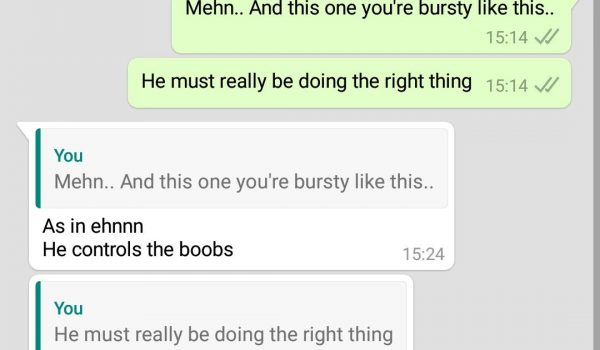 Mehn.. And this one you're bursty like this..
15:14
He must really be doing the right thing 15:14
You
Mehn.. And this one you're bursty like this..
As in ehnnn
He controls the boobs
15:24
You
He must really be doing the right thing